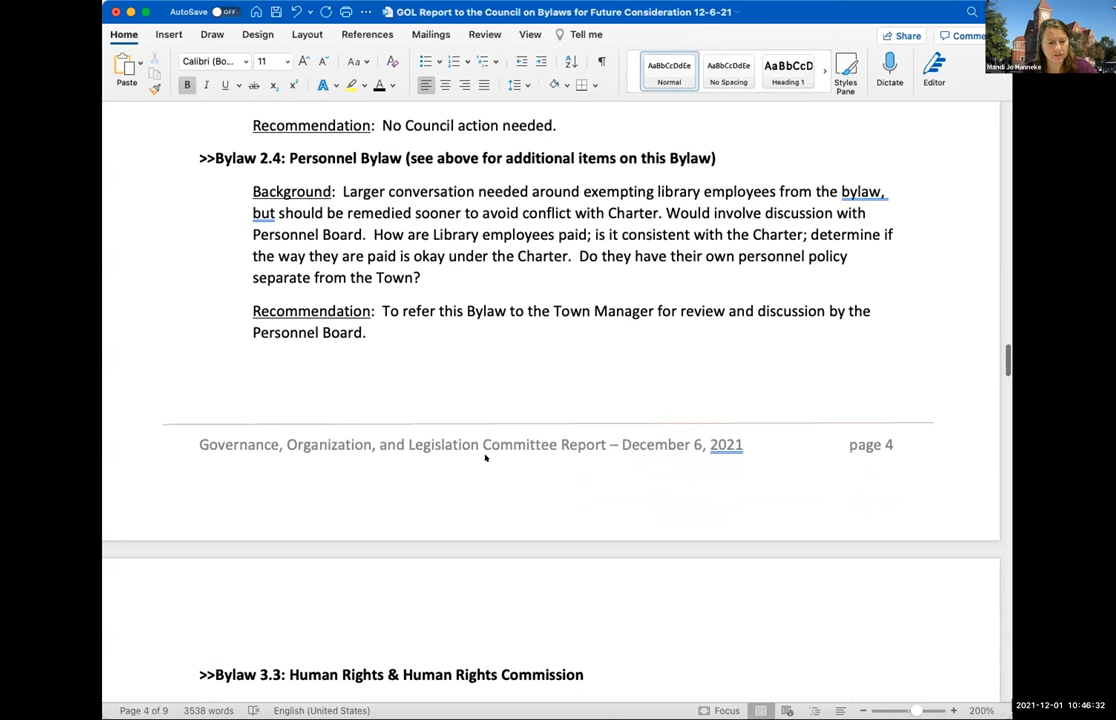 AutoSave OFF GOL Report to the Council on Bylaws for Future Consideration 12-6-21
Home Insert Draw Design Layout References Mailings Review View Tell me Share Comme
Mandi Jo Hanneke
Calibri (Bo... 11
Paste
AaBbCcDdEe AaBbCcDdEe AaBbCcD
Normal No Spacing Heading 1
Styles Pane
Dictate
Editor
Recommendation: No Council action needed.
>>Bylaw 2.4: Personnel Bylaw (see above for additional items on this Bylaw)
Background: Larger conversation needed around exempting library employees from the bylaw,
but should be remedied sooner to avoid conflict with Charter. Would involve discussion with
Personnel Board. How are Library employees paid; is it consistent with the Charter; determine if
the way they are paid is okay under the Charter. Do they have their own personnel policy
separate from the Town?
Recommendation: To refer this Bylaw to the Town Manager for review and discussion by the
Personnel Board.
Governance, Organization, and Legislation Committee Report – December 6, 2021 page 4
>>Bylaw 3.3: Human Rights & Human Rights Commission
Page 4 of 9 3538 words English (United States) Focus 200%
2021-12-01 10:46:32